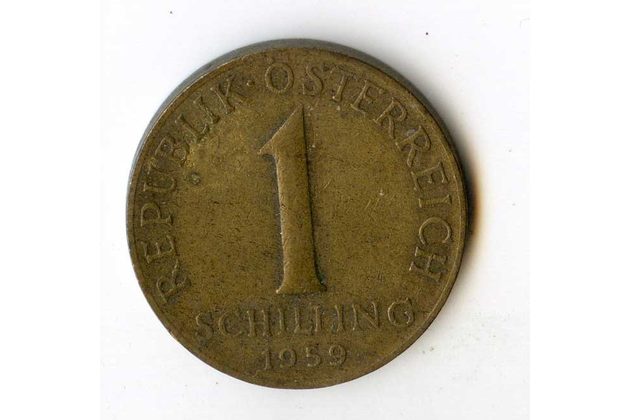 REPUBLIK · ÖSTERREICH
1
SCHILLING
1959